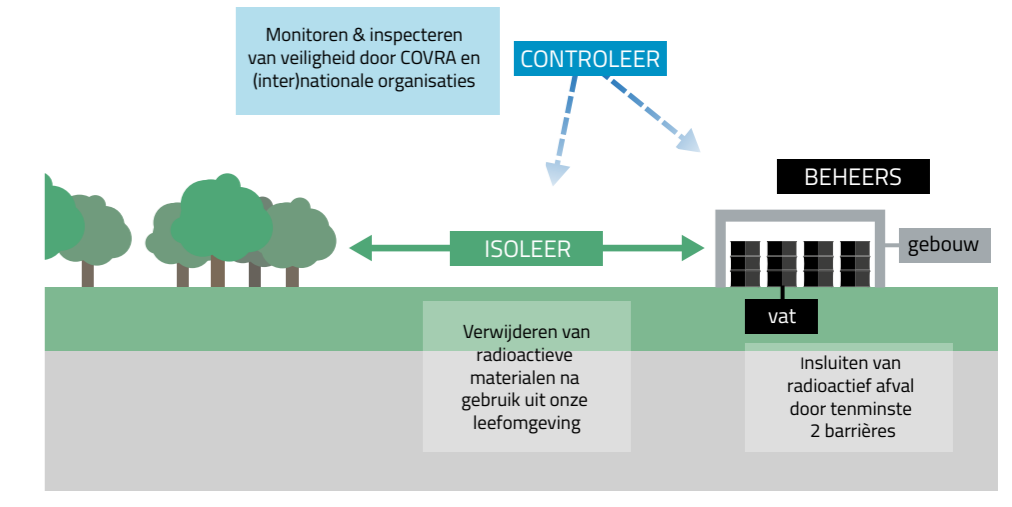 Monitoren & inspecteren
van veiligheid door COVRA en
(inter)nationale organisaties
CONTROLEER
BEHEERS
ISOLEER
gebouw
vat
Verwijderen van
radioactieve
materialen na
gebruik uit onze
leefomgeving
Insluiten van
radioactief afval
door tenminste
2 barrières